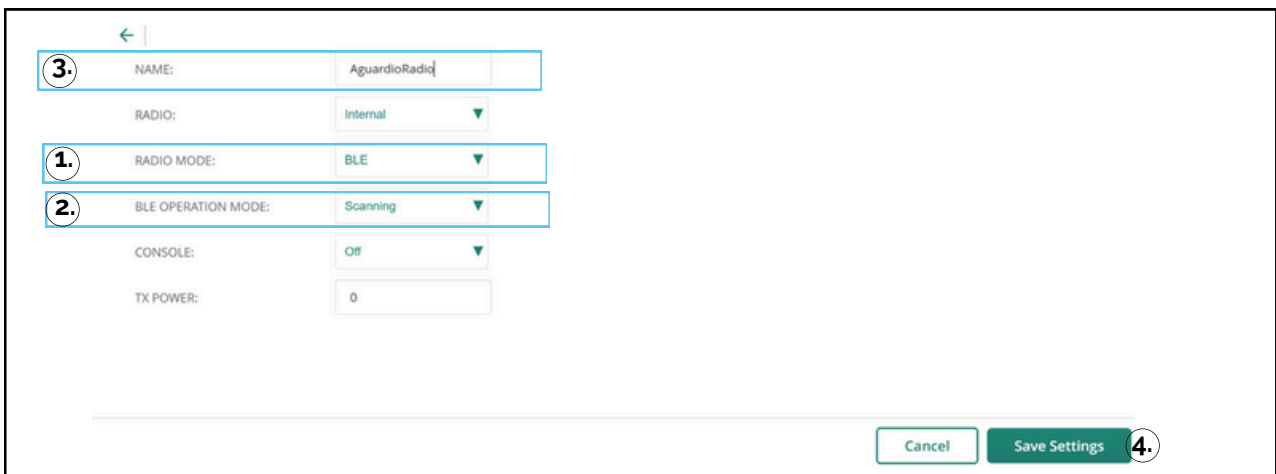 3. NAME: AguardioRadio
RADIO: Internal
1. RADIO MODE: BLE
2. BLE OPERATION MODE: Scanning
CONSOLE: Off
TX POWER: 0
Cancel Save Settings 4.